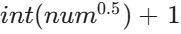 int(num^{0.5}) + 1